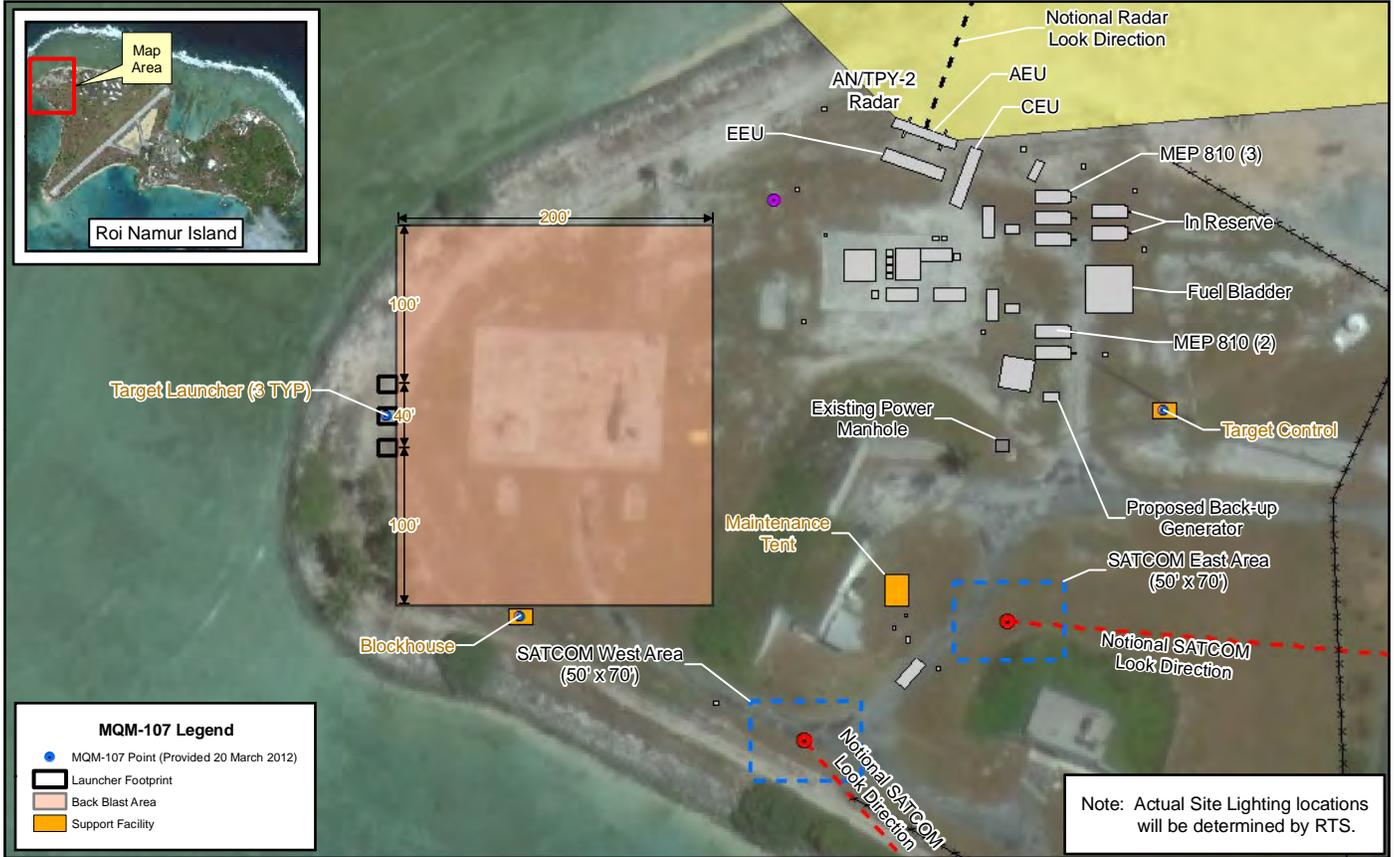 Map
Area
Roi Namur Island
Notional Radar
Look Direction
AN/TPY-2
Radar
AEU
CEU
EEU
MEP 810 (3)
In Reserve
200'
100'
Fuel Bladder
MEP 810 (2)
Target Launcher (3 TYP)
40'
Existing Power
Manhole
Target Control
100'
Maintenance
Tent
Proposed Back-up
Generator
SATCOM East Area
(50' x 70')
Blockhouse
SATCOM West Area
(50' x 70')
Notional SATCOM
Look Direction
Notional SATCOM
Look Direction
MQM-107 Legend
MQM-107 Point (Provided 20 March 2012)
Launcher Footprint
Back Blast Area
Support Facility
Note: Actual Site Lighting locations
will be determined by RTS.